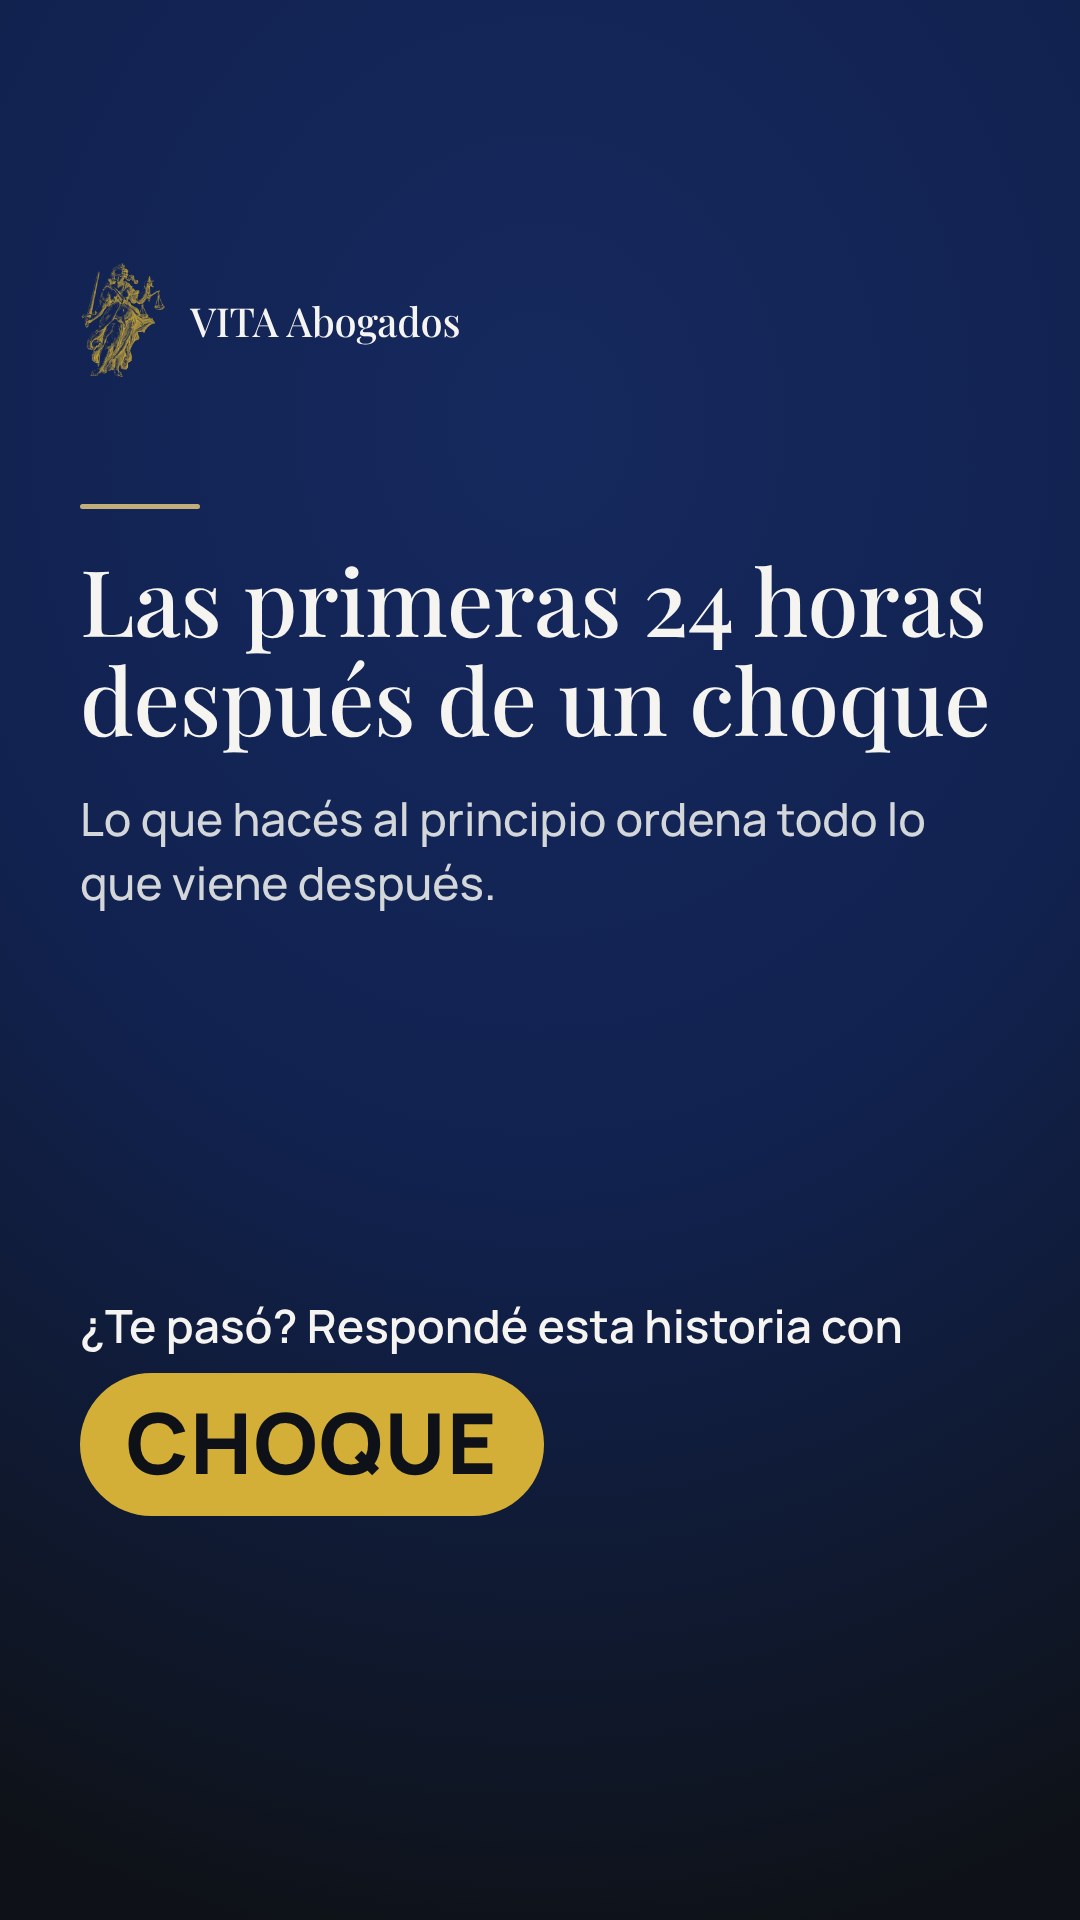 VITA Abogados
Las primeras 24 horas
después de un choque
Lo que hacés al principio ordena todo lo
que viene después.
¿Te pasó? Respondé esta historia con
CHOQUE